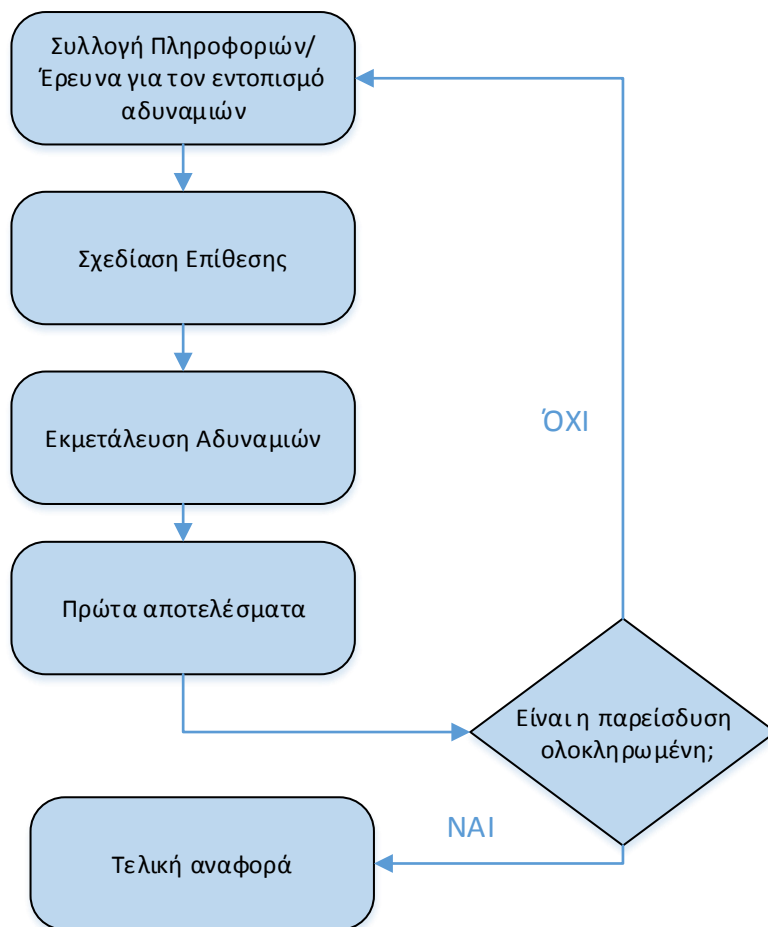 Συλλογή Πληροφοριών/
Έρευνα για τον εντοπισμό
αδυναμιών
Σχεδίαση Επίθεσης
Εκμετάλευση Αδυναμιών
ΌΧΙ
Πρώτα αποτελέσματα
Είναι η παρείσδυση
ολοκληρωμένη;
ΝΑΙ
Τελική αναφορά